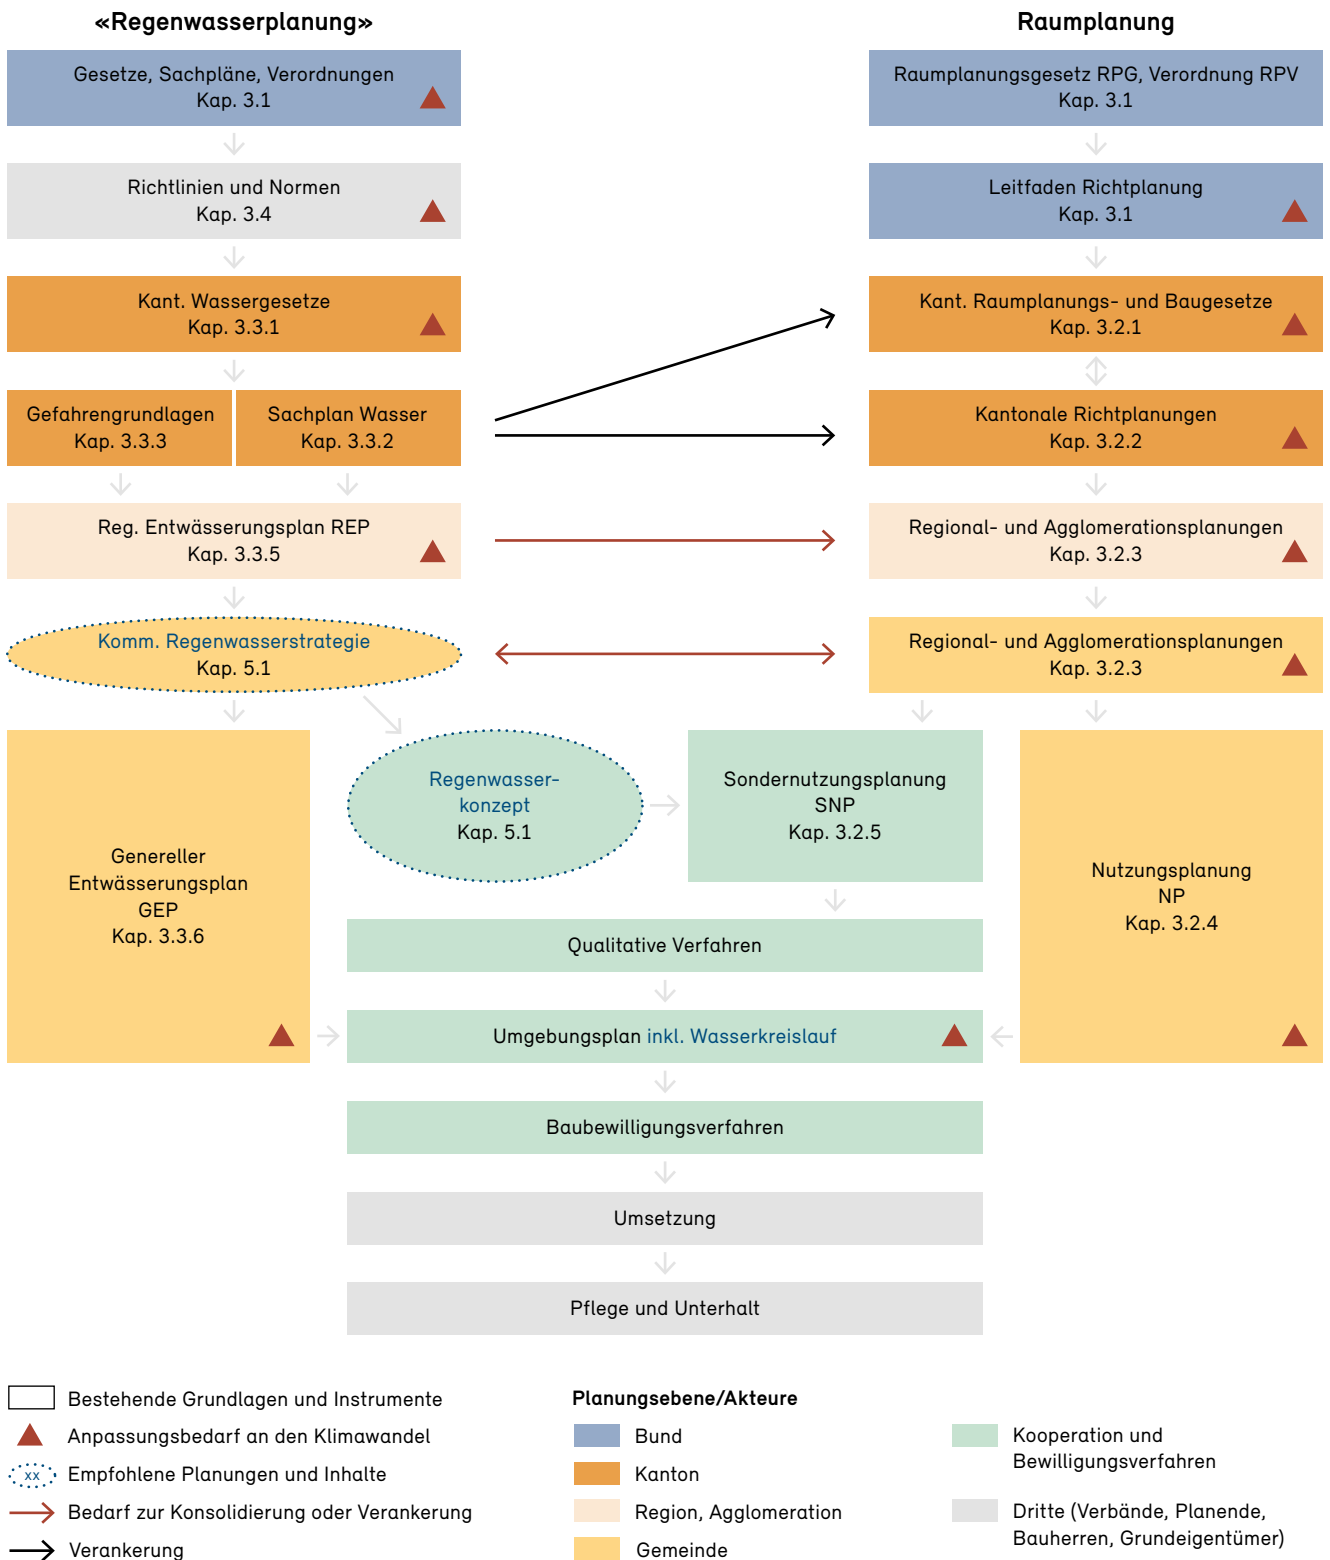 «Regenwasserplanung»
Raumplanung
Gesetze, Sachpläne, Verordnungen
Kap. 3.1
Raumplanungsgesetz RPG, Verordnung RPV
Kap. 3.1
Richtlinien und Normen
Kap. 3.4
Leitfaden Richtplanung
Kap. 3.1
Kant. Wassergesetze
Kap. 3.3.1
Kant. Raumplanungs- und Baugesetze
Kap. 3.2.1
Gefahrengrundlagen
Kap. 3.3.3
Sachplan Wasser
Kap. 3.3.2
Kantonale Richtplanungen
Kap. 3.2.2
Reg. Entwässerungsplan REP
Kap. 3.3.5
Regional- und Agglomerationsplanungen
Kap. 3.2.3
Komm. Regenwasserstrategie
Kap. 5.1
Regional- und Agglomerationsplanungen
Kap. 3.2.3
Genereller
Entwässerungsplan
GEP
Kap. 3.3.6
Regenwasser-
konzept
Kap. 5.1
Sondernutzungsplanung
SNP
Kap. 3.2.5
Nutzungsplanung
NP
Kap. 3.2.4
Qualitative Verfahren
Umgebungsplan inkl. Wasserkreislauf
Baubewilligungsverfahren
Umsetzung
Pflege und Unterhalt
Bestehende Grundlagen und Instrumente
Anpassungsbedarf an den Klimawandel
xx Empfohlene Planungen und Inhalte
Bedarf zur Konsolidierung oder Verankerung
Verankerung
Planungsebene/Akteure
Bund
Kanton
Region, Agglomeration
Gemeinde
Kooperation und
Bewilligungsverfahren
Dritte (Verbände, Planende,
Bauherren, Grundeigentümer)